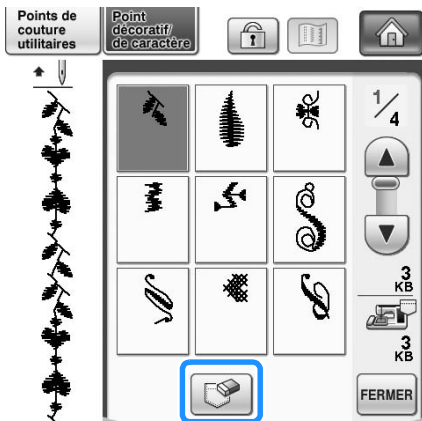 Points de
couture
utilitaires
Point
décoratif/
de caractère
1/4
3
KB
3
KB
FERMER